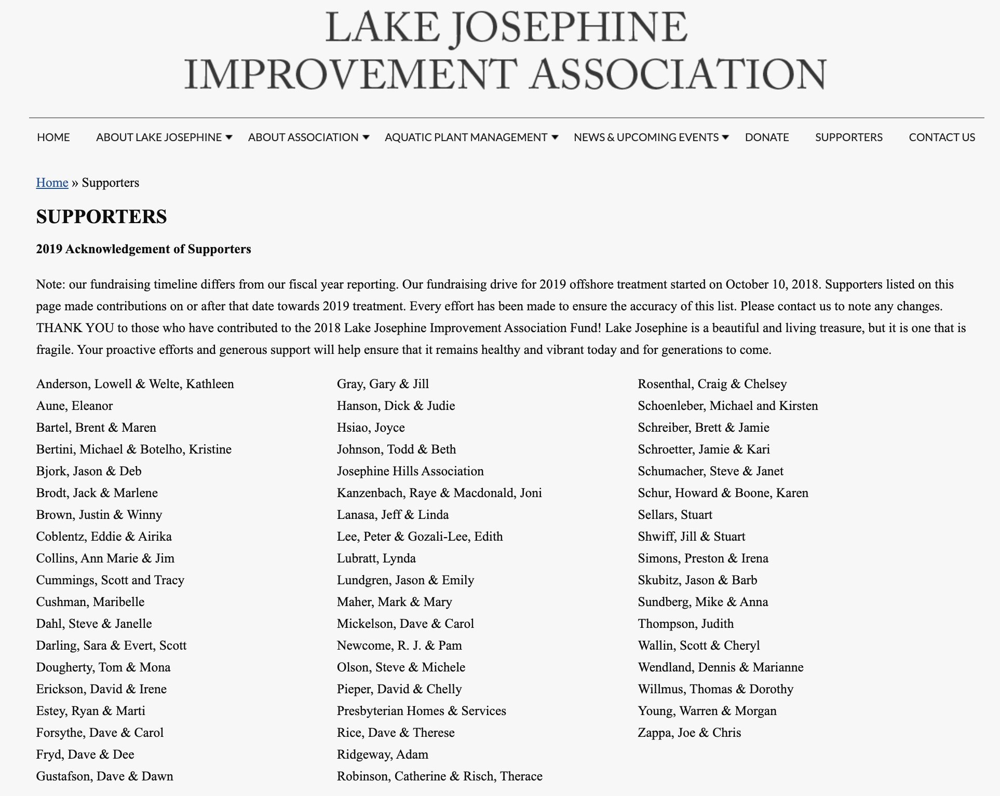 LAKE JOSEPHINE
IMPROVEMENT ASSOCIATION
HOME ABOUT LAKE JOSEPHINE ABOUT ASSOCIATION AQUATIC PLANT MANAGEMENT NEWS & UPCOMING EVENTS DONATE SUPPORTERS CONTACT US
Home » Supporters
SUPPORTERS
2019 Acknowledgement of Supporters
Note: our fundraising timeline differs from our fiscal year reporting. Our fundraising drive for 2019 offshore treatment started on October 10, 2018. Supporters listed on this
page made contributions on or after that date towards 2019 treatment. Every effort has been made to ensure the accuracy of this list. Please contact us to note any changes.
THANK YOU to those who have contributed to the 2018 Lake Josephine Improvement Association Fund! Lake Josephine is a beautiful and living treasure, but it is one that is
fragile. Your proactive efforts and generous support will help ensure that it remains healthy and vibrant today and for generations to come.
Anderson, Lowell & Welte, Kathleen
Aune, Eleanor
Bartel, Brent & Maren
Bertini, Michael & Botelho, Kristine
Bjork, Jason & Deb
Brodt, Jack & Marlene
Brown, Justin & Winny
Coblentz, Eddie & Airika
Collins, Ann Marie & Jim
Cummings, Scott and Tracy
Cushman, Maribelle
Dahl, Steve & Janelle
Darling, Sara & Evert, Scott
Dougherty, Tom & Mona
Erickson, David & Irene
Estey, Ryan & Marti
Forsythe, Dave & Carol
Fryd, Dave & Dee
Gustafson, Dave & Dawn
Gray, Gary & Jill
Hanson, Dick & Judie
Hsiao, Joyce
Johnson, Todd & Beth
Josephine Hills Association
Kanzenbach, Raye & Macdonald, Joni
Lanasa, Jeff & Linda
Lee, Peter & Gozali-Lee, Edith
Lubratt, Lynda
Lundgren, Jason & Emily
Maher, Mark & Mary
Mickelson, Dave & Carol
Newcome, R. J. & Pam
Olson, Steve & Michele
Pieper, David & Chelly
Presbyterian Homes & Services
Rice, Dave & Therese
Ridgeway, Adam
Robinson, Catherine & Risch, Therace
Rosenthal, Craig & Chelsey
Schoenleber, Michael and Kirsten
Schreiber, Brett & Jamie
Schroetter, Jamie & Kari
Schumacher, Steve & Janet
Schur, Howard & Boone, Karen
Sellars, Stuart
Shwiff, Jill & Stuart
Simons, Preston & Irena
Skubitz, Jason & Barb
Sundberg, Mike & Anna
Thompson, Judith
Wallin, Scott & Cheryl
Wendland, Dennis & Marianne
Willmus, Thomas & Dorothy
Young, Warren & Morgan
Zappa, Joe & Chris